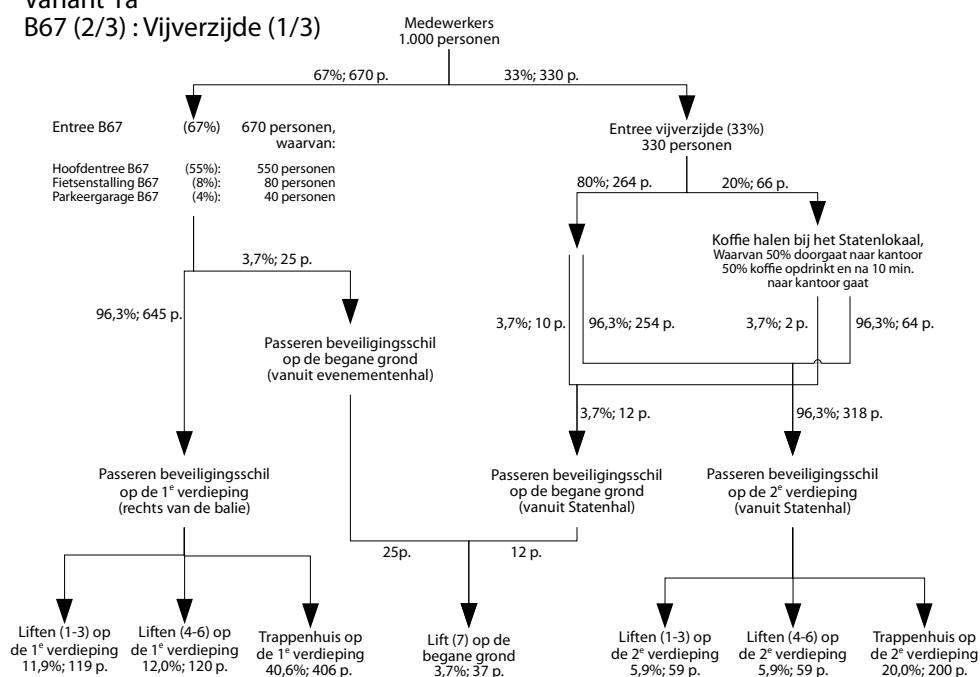 Variant 1a
B67 (2/3) : Vijverzijde (1/3)
Medewerkers
1.000 personen
67%; 670 p.
33%; 330 p.
Entree B67 (67%) 670 personen,
waarvan:
Hoofdentree B67 (55%): 550 personen
Fietsenstalling B67 (8%): 80 personen
Parkeergarage B67 (4%): 40 personen
Entree vijverzijde (33%)
330 personen
80%; 264 p.
20%; 66 p.
Koffie halen bij het Statenlokaal,
Waarvan 50% doorgaat naar kantoor
50% koffie opdrinkt en na 10 min.
naar kantoor gaat
3,7%; 25 p.
96,3%; 645 p.
3,7%; 10 p.
96,3%; 254 p.
3,7%; 2 p.
96,3%; 64 p.
Passeren beveiligingsschil
op de begane grond
(vanuit evenementenhal)
3,7%; 12 p.
96,3%; 318 p.
Passeren beveiligingsschil
op de 1e verdieping
(rechts van de balie)
Passeren beveiligingsschil
op de begane grond
(vanuit Statenhal)
Passeren beveiligingsschil
op de 2e verdieping
(vanuit Statenhal)
25p.
12 p.
Liften (1-3) op
de 1e verdieping
11,9%; 119 p.
Liften (4-6) op
de 1e verdieping
12,0%; 120 p.
Trappenhuis op
de 1e verdieping
40,6%; 406 p.
Lift (7) op de
begane grond
3,7%; 37 p.
Liften (1-3) op
de 2e verdieping
5,9%; 59 p.
Liften (4-6) op
de 2e verdieping
5,9%; 59 p.
Trappenhuis op
de 2e verdieping
20,0%; 200 p.